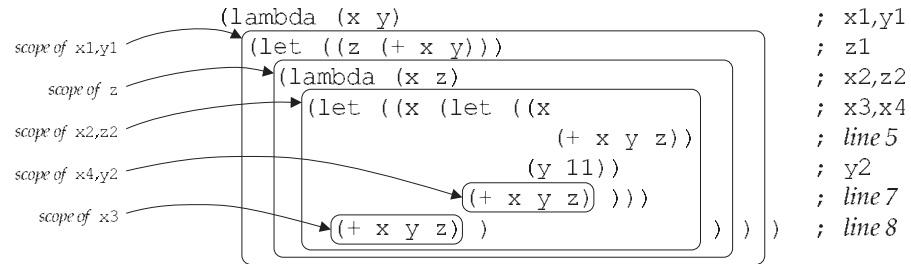 (lambda (x y) ; x1,y1
scope of x1,y1 (let ((z (+ x y))) ; z1
scope of z (lambda (x z) ; x2,z2
scope of x2,z2 (let ((x (let ((x ; x3,x4
(+ x y z)) ; line 5
scope of x4,y2 (y 11)) ; y2
(+ x y z) ))) ; line 7
scope of x3 (+ x y z) ) ) ) ) ; line 8